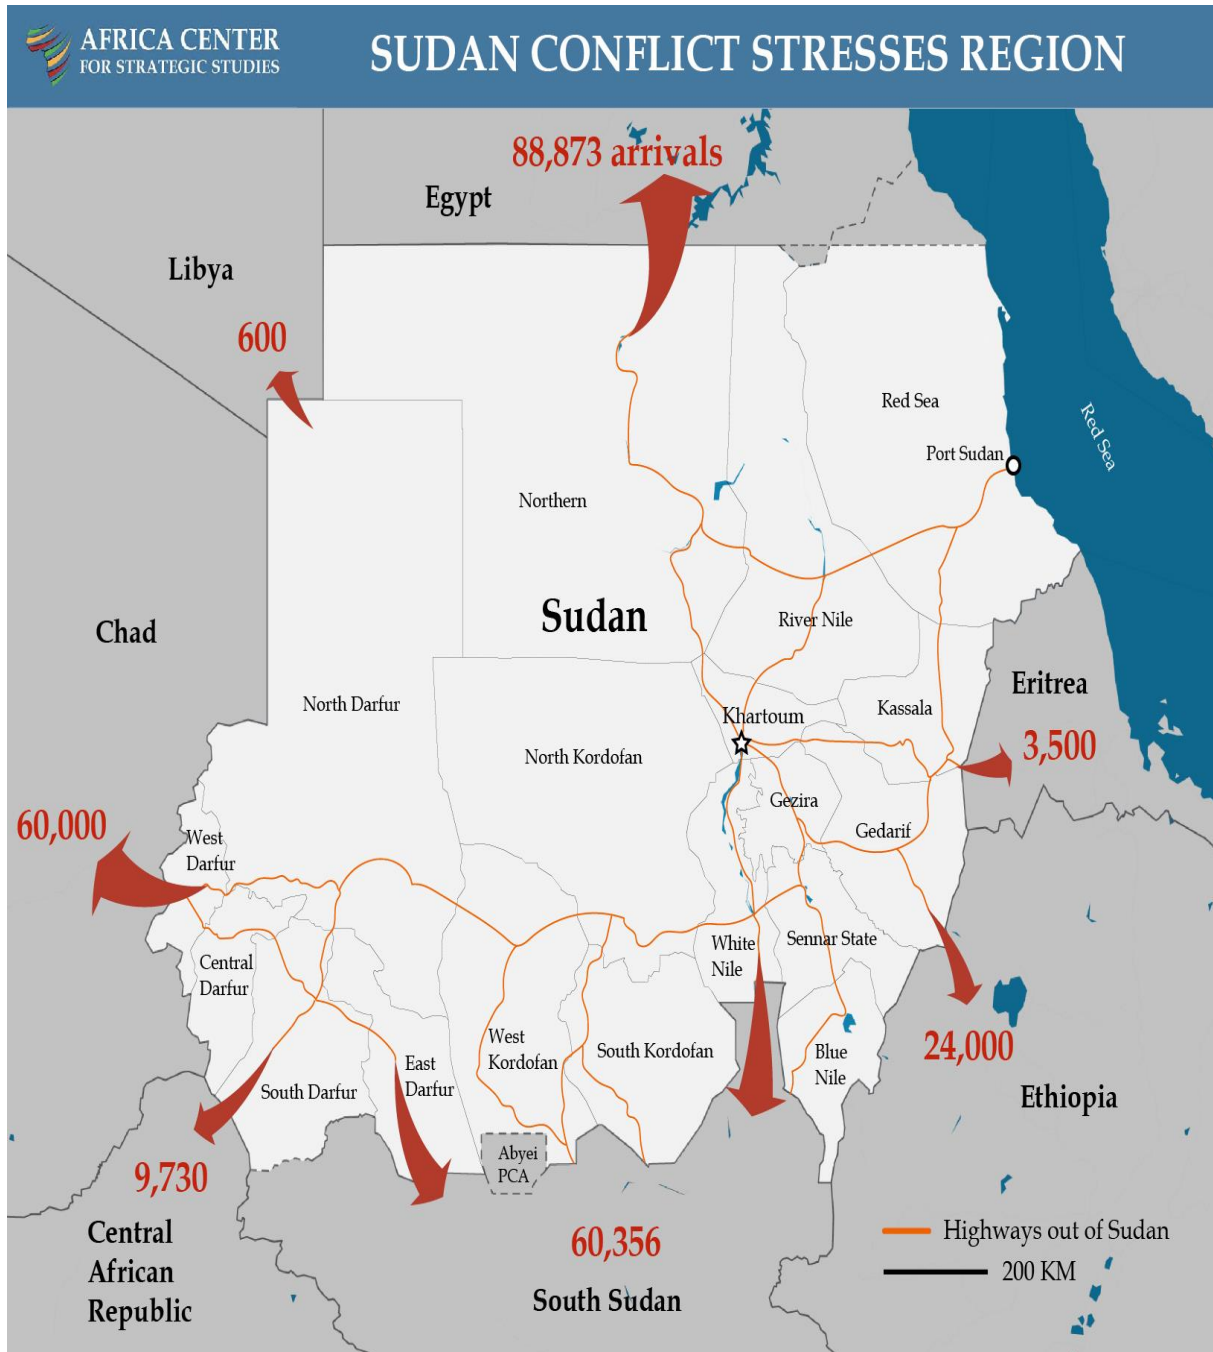 AFRICA CENTER
FOR STRATEGIC STUDIES
SUDAN CONFLICT STRESSES REGION
88,873 arrivals
Egypt
Libya
600
Red Sea
Red Sea
Port Sudan
Northern
Sudan
River Nile
Chad
Eritrea
North Darfur
Khartoum
Kassala
North Kordofan
3,500
Gezira
60,000
West
Darfur
Gedarif
White
Nile
Sennar State
Central
Darfur
24,000
West
Kordofan
South Kordofan
Blue
Nile
East
Darfur
South Darfur
Ethiopia
Abyei
PCA
9,730
Central
African
Republic
60,356
South Sudan
Highways out of Sudan
200 KM